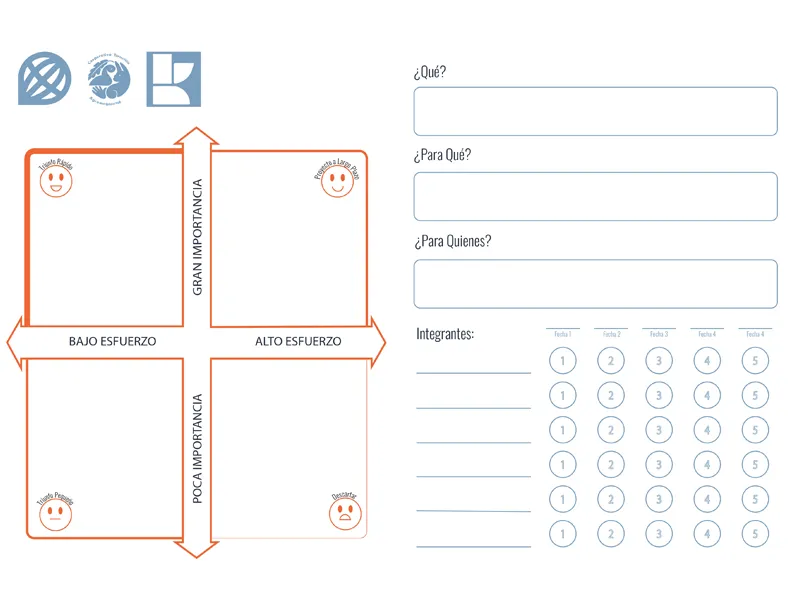 Triunfo Rápido
Proyecto a Largo Plazo
GRAN IMPORTANCIA
BAJO ESFUERZO
ALTO ESFUERZO
POCA IMPORTANCIA
Triunfo Pequeño
Descartar
¿Qué?
¿Para Qué?
¿Para Quienes?
Integrantes:
Fecha 1 Fecha 2 Fecha 3 Fecha 4 Fecha 4
1 2 3 4 5
1 2 3 4 5
1 2 3 4 5
1 2 3 4 5
1 2 3 4 5
1 2 3 4 5